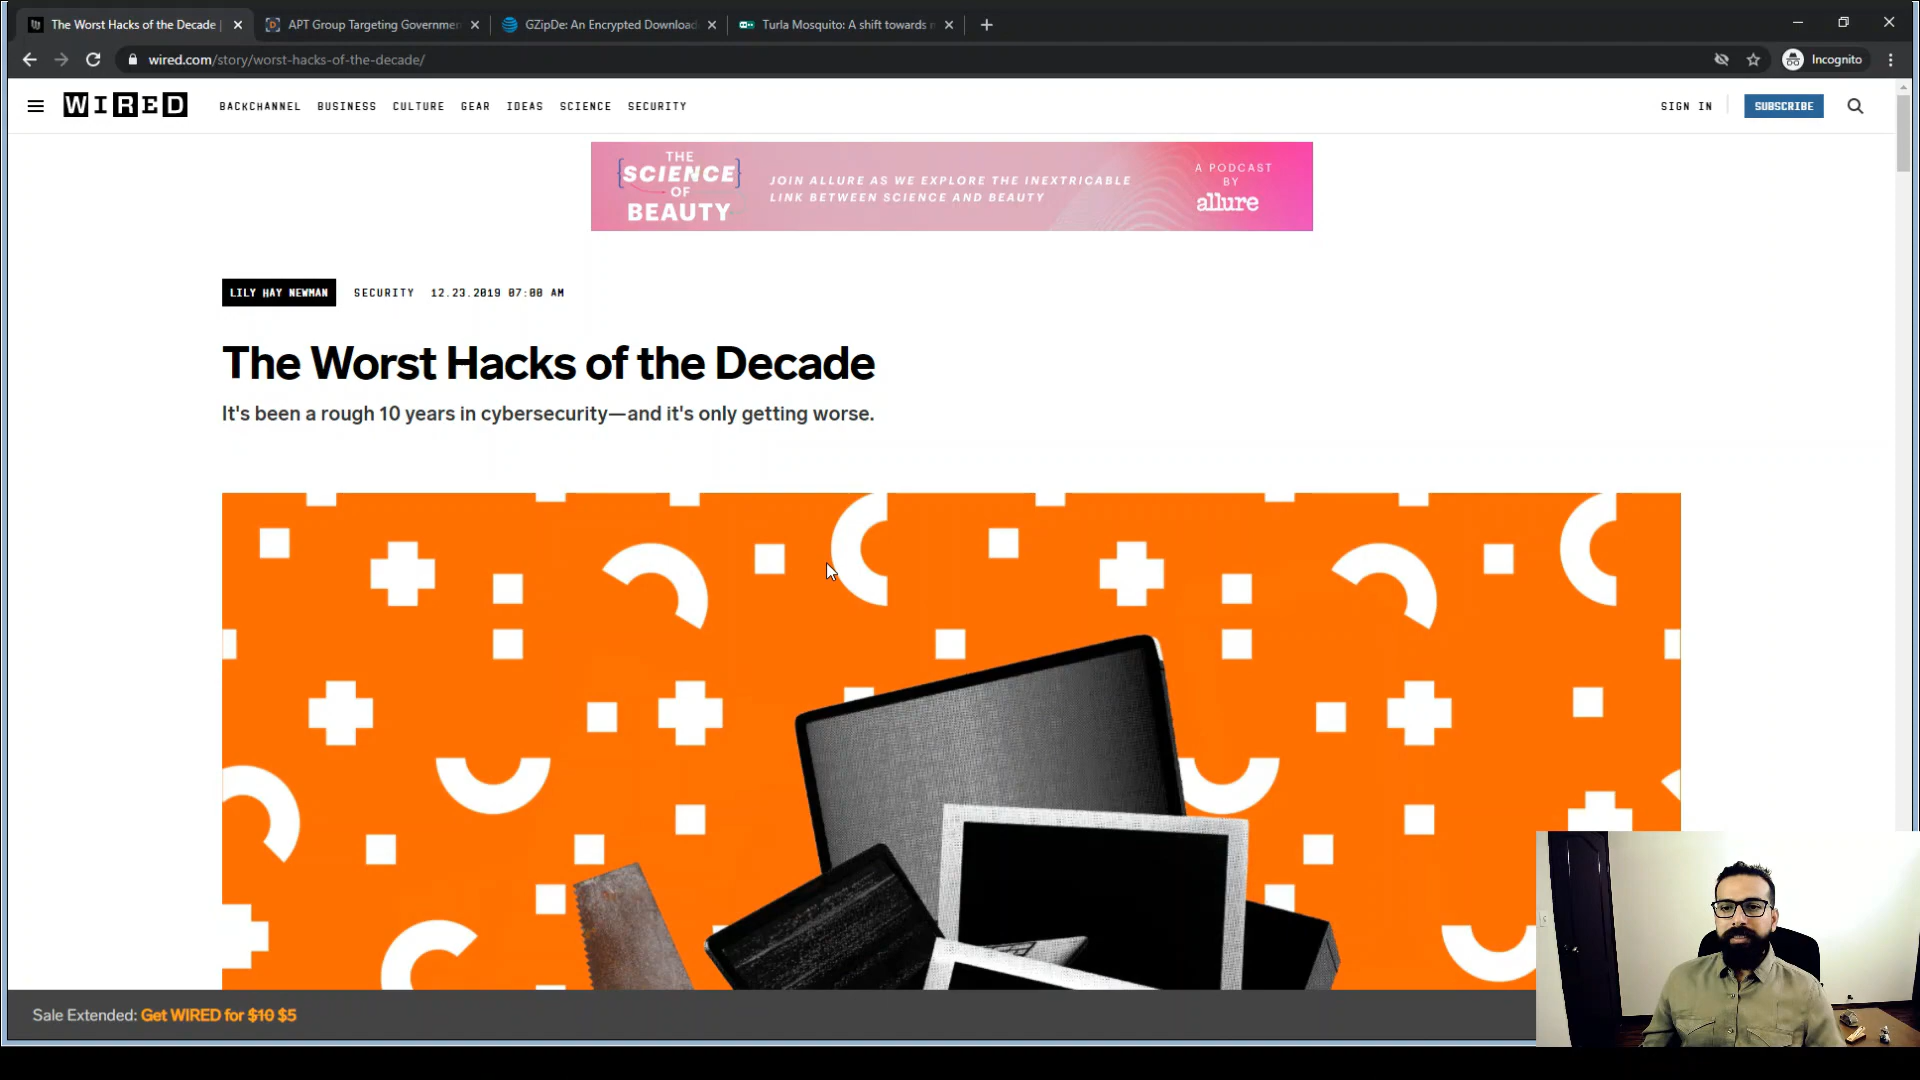 The Worst Hacks of the Decade |
APT Group Targeting Governmen
GZipDe: An Encrypted Download
Turla Mosquito: A shift towards
wired.com/story/worst-hacks-of-the-decade/
Incognito
WIRED
BACKCHANNEL BUSINESS CULTURE GEAR IDEAS SCIENCE SECURITY
SIGN IN
SUBSCRIBE
THE
{SCIENCE}
OF
BEAUTY
JOIN ALLURE AS WE EXPLORE THE INEXTRICABLE
LINK BETWEEN SCIENCE AND BEAUTY
A PODCAST
BY
allure
LILY HAY NEWMAN
SECURITY
12.23.2019 07:00 AM
The Worst Hacks of the Decade
It's been a rough 10 years in cybersecurity—and it's only getting worse.
Sale Extended: Get WIRED for $10 $5